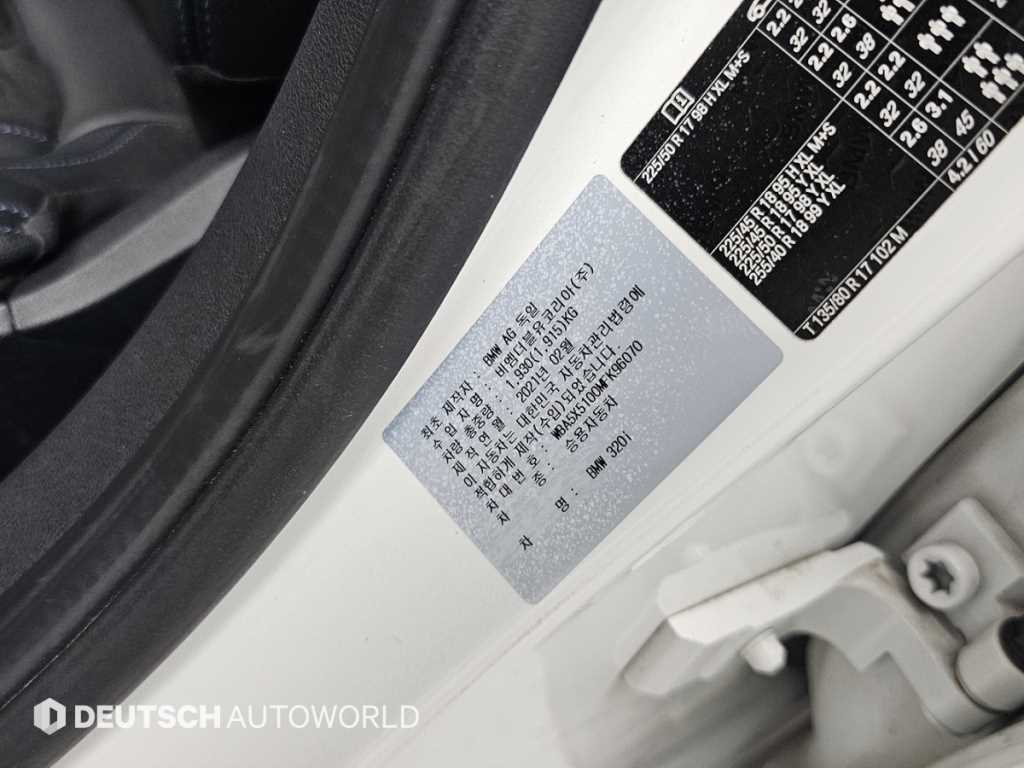 최초 제작자 : BMW AG 독일
수 입 자 명 : 비엠더블유코리아(주)
차량 총중량 : 1,930(1,915)KG
제 작 연 월 : 2021년 02월
이 자동차는 대한민국 자동차관리법령에
적합하게 제작(수입)되었습니다.
차 대 번 호 : WBA5X5100MFK96070
차 종 : 승용자동차
차 명 : BMW 320i
225/50 R 17 98 H XL M+S
2.2 2.2 2.6
32 32 38
225/45 R 18 95 H XL M+S
225/45 R 18 95 Y XL
225/50 R 17 98 Y XL
2.2 2.2
32 32
255/40 R 18 99 Y XL
2.6 3.1
38 45
T 135/80 R 17 102 M
4.2 / 60
DEUTSCH AUTOWORLD